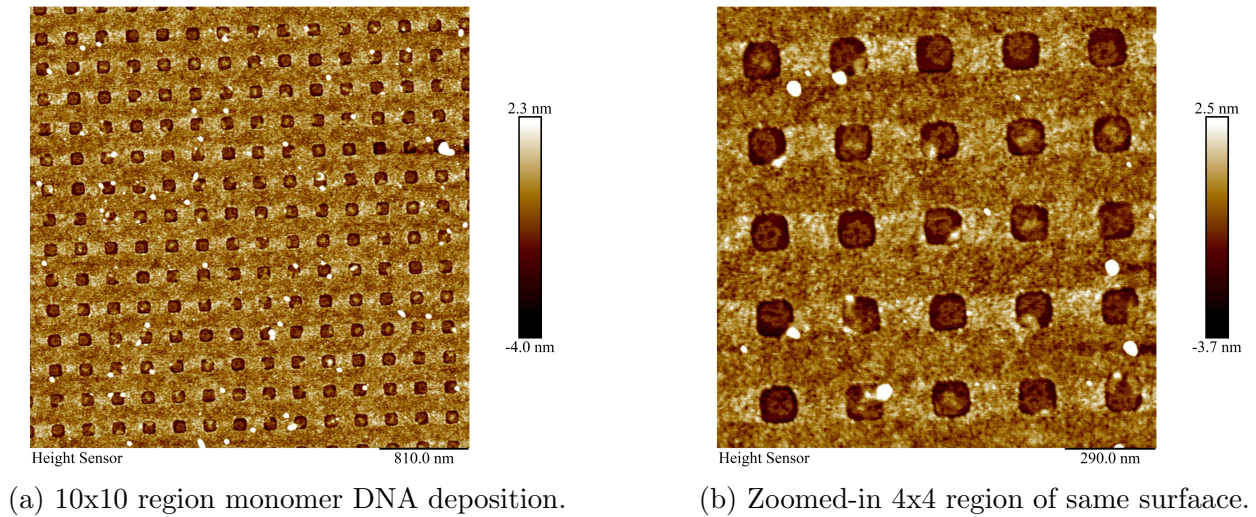 2.3 nm
-4.0 nm
Height Sensor
810.0 nm
2.5 nm
-3.7 nm
Height Sensor
290.0 nm
(a) 10x10 region monomer DNA deposition.
(b) Zoomed-in 4x4 region of same surfaace.